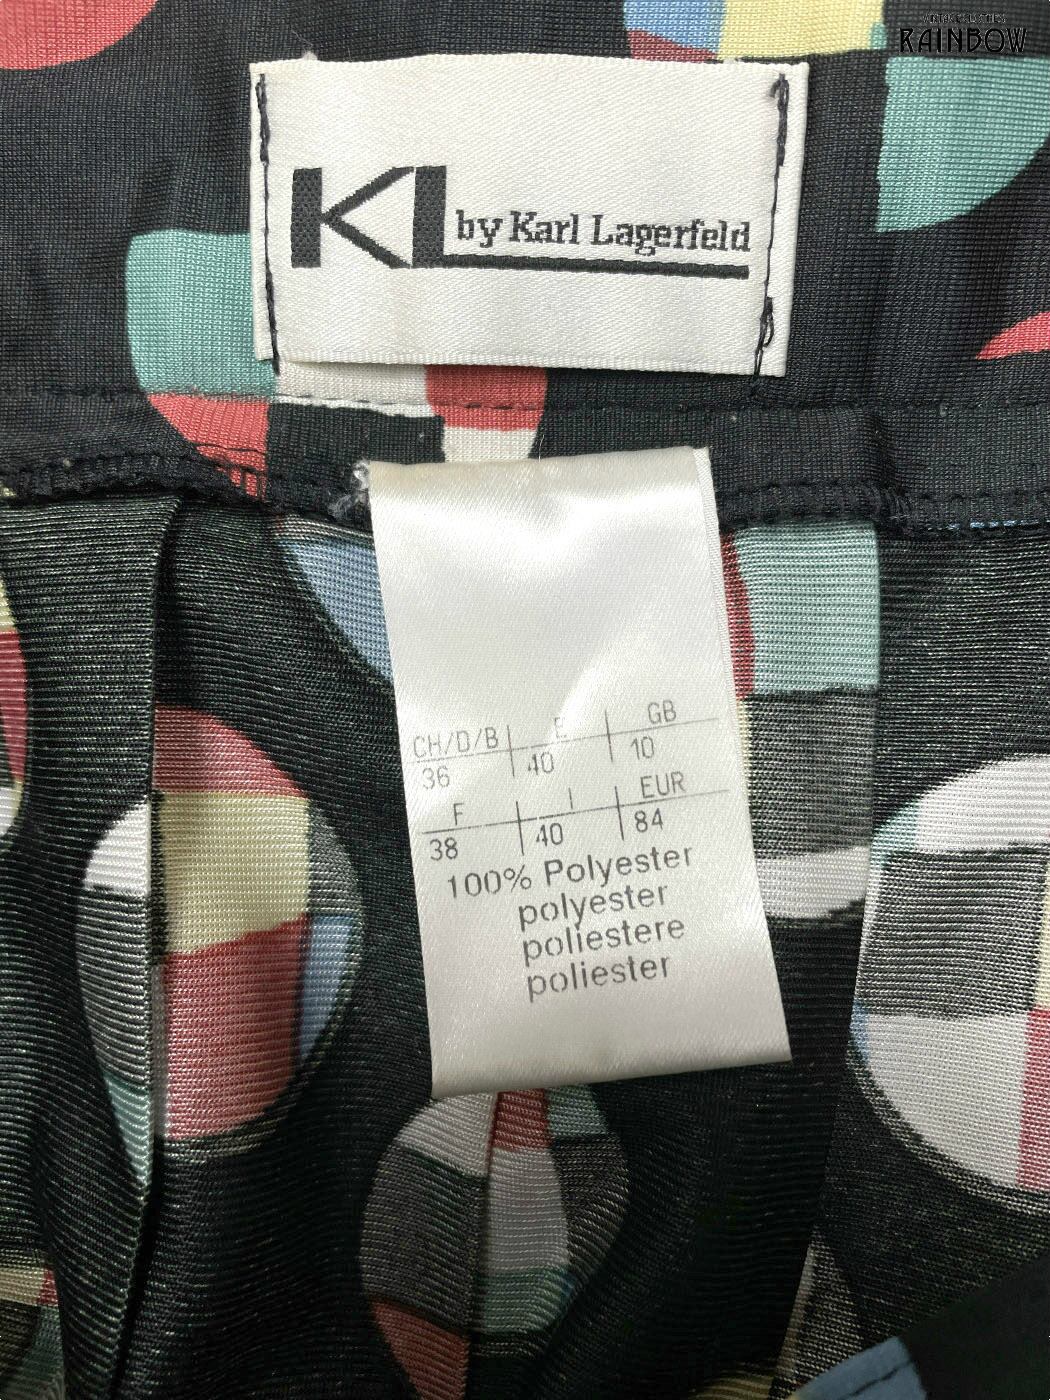 RAINBOW
KL by Karl Lagerfeld
CH/D/B E GB
36 40 10
F I EUR
38 40 84
100% Polyester
polyester
poliestere
poliester